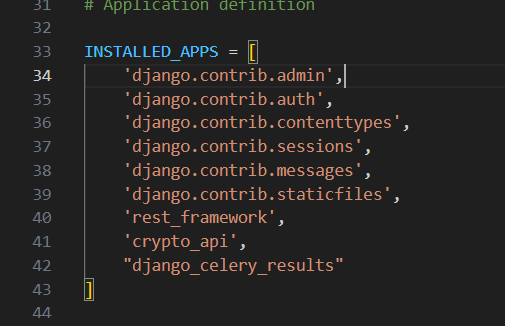 31 # Application definition
32
33 INSTALLED_APPS = [
34 'django.contrib.admin',
35 'django.contrib.auth',
36 'django.contrib.contenttypes',
37 'django.contrib.sessions',
38 'django.contrib.messages',
39 'django.contrib.staticfiles',
40 'rest_framework',
41 'crypto_api',
42 "django_celery_results"
43 ]
44